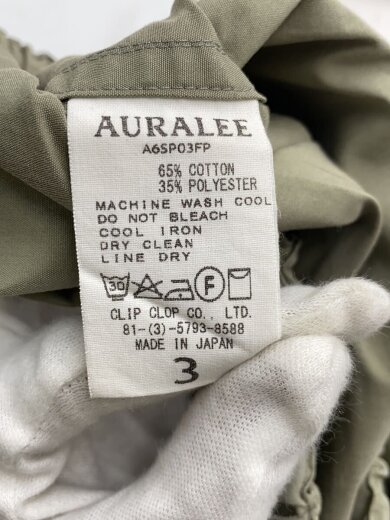 AURALEE
A6SP03FP
65% COTTON
35% POLYESTER
MACHINE WASH COOL
DO NOT BLEACH
COOL IRON
DRY CLEAN
LINE DRY
30 F
CLIP CLOP CO., LTD.
81-(3)-5793-8588
MADE IN JAPAN
3